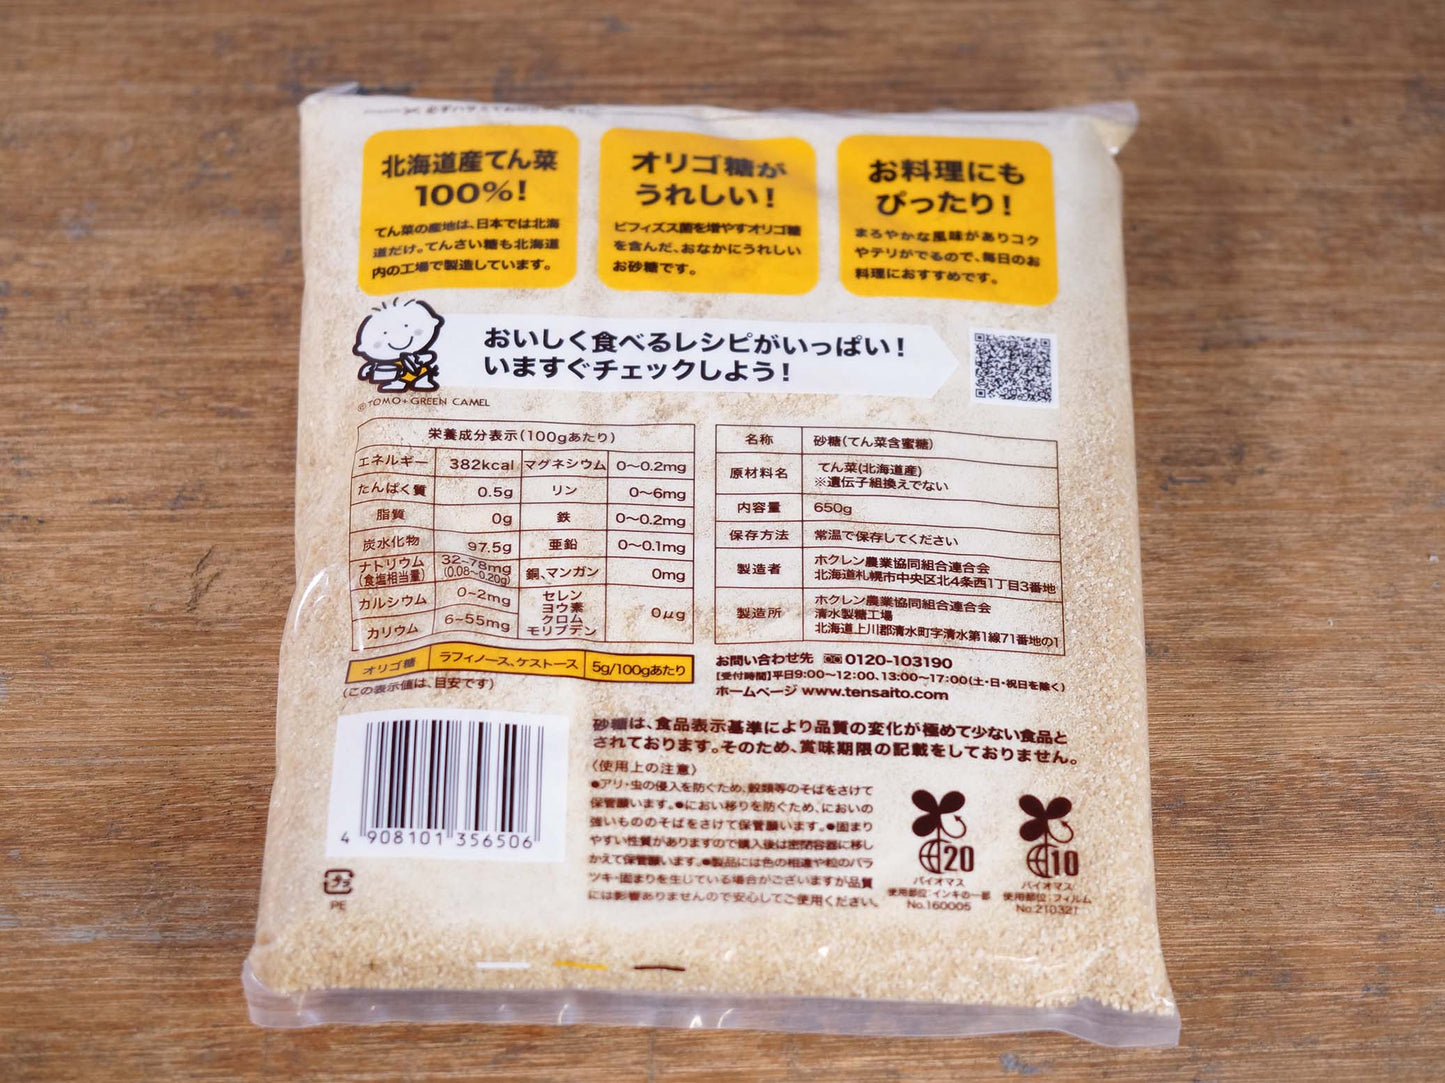 北海道産てん菜
100%!
てん菜の産地は、日本では北海
道だけ。てんさい糖も北海道
内の工場で製造しています。
オリゴ糖が
うれしい!
ビフィズス菌を増やすオリゴ糖
を含んだ、おなかにうれしい
お砂糖です。
お料理にも
ぴったり!
まろやかな風味がありコク
やテリがでるので、毎日のお
料理におすすめです。
おいしく食べるレシピがいっぱい!
いますぐチェックしよう!
©TOMO+GREEN CAMEL
栄養成分表示(100gあたり)
エネルギー 382kcal マグネシウム 0〜0.2mg
たんぱく質 0.5g リン 0〜6mg
脂質 0g 鉄 0〜0.2mg
炭水化物 97.5g 亜鉛 0〜0.1mg
ナトリウム 32〜78mg 銅、マンガン 0mg
(食塩相当量) (0.08〜0.20g)
カルシウム 0〜2mg セレン
ヨウ素
クロム
モリブデン 0μg
カリウム 6〜55mg
オリゴ糖 ラフィノース、ケストース 5g/100gあたり
(この表示値は、目安です)
名称 砂糖(てん菜含蜜糖)
原材料名 てん菜(北海道産)
※遺伝子組換えでない
内容量 650g
保存方法 常温で保存してください
製造者 ホクレン農業協同組合連合会
北海道札幌市中央区北4条西1丁目3番地
製造所 ホクレン農業協同組合連合会
清水製糖工場
北海道上川郡清水町字清水第1線71番地の1
お問い合わせ先 0120-103190
【受付時間】平日9:00〜12:00、13:00〜17:00(土・日・祝日を除く)
ホームページ www.tensaito.com
砂糖は、食品表示基準により品質の変化が極めて少ない食品と
されております。そのため、賞味期限の記載をしておりません。
〈使用上の注意〉
●アリ・虫の侵入を防ぐため、穀類等のそばをさけて
保管願います。●におい移りを防ぐため、においの
強いもののそばをさけて保管願います。●固まり
やすい性質がありますので購入後は密閉容器に移し
かえて保管願います。●製品には色の相違や粒のバラ
ツキ・固まりを生じている場合がございますが品質
には影響ありませんので安心してご使用ください。
4 908101 356506
プラ
PE
20
バイオマス
使用部位:インキの一部
No.160005
10
バイオマス
使用部位:フィルム
No.210321